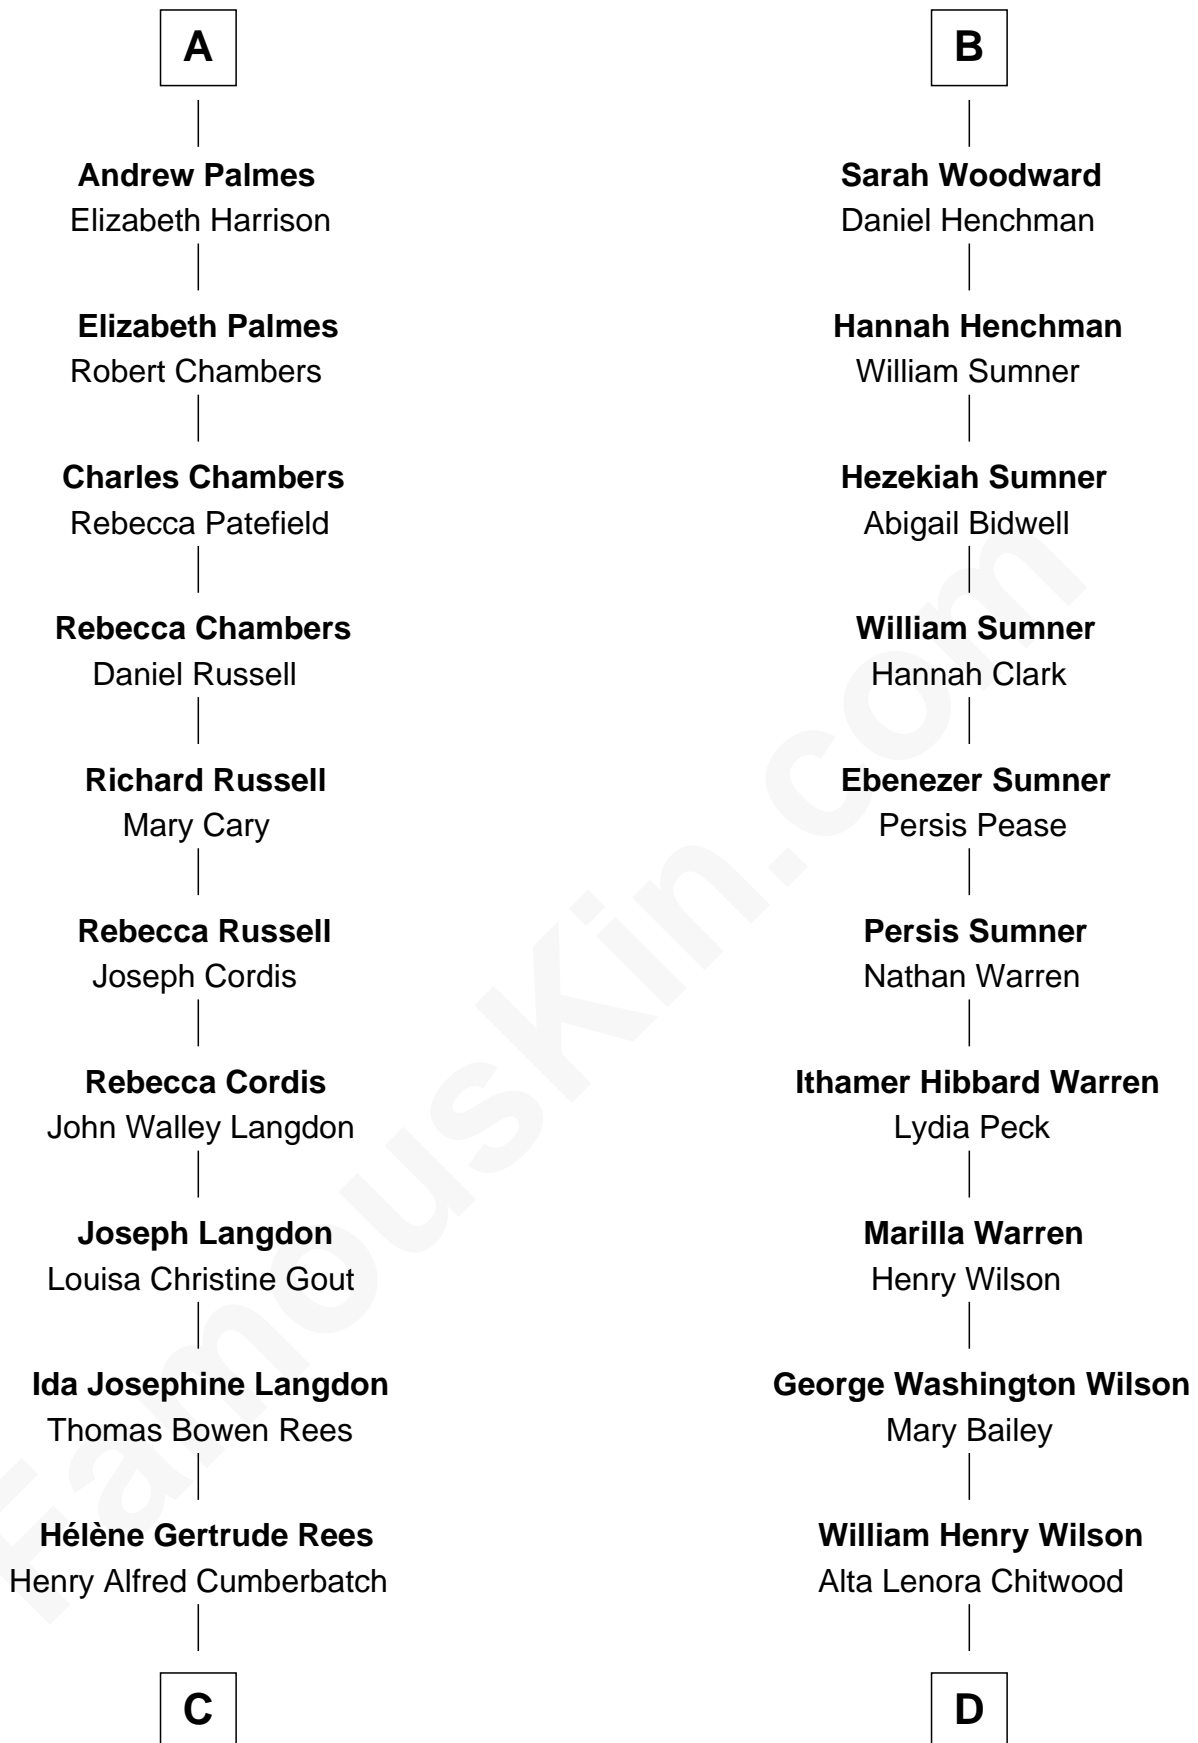 A
Andrew Palmes
Elizabeth Harrison
Elizabeth Palmes
Robert Chambers
Charles Chambers
Rebecca Patefield
Rebecca Chambers
Daniel Russell
Richard Russell
Mary Cary
Rebecca Russell
Joseph Cordis
Rebecca Cordis
John Walley Langdon
Joseph Langdon
Louisa Christine Gout
Ida Josephine Langdon
Thomas Bowen Rees
Hélène Gertrude Rees
Henry Alfred Cumberbatch
C
B
Sarah Woodward
Daniel Henchman
Hannah Henchman
William Sumner
Hezekiah Sumner
Abigail Bidwell
William Sumner
Hannah Clark
Ebenezer Sumner
Persis Pease
Persis Sumner
Nathan Warren
Ithamer Hibbard Warren
Lydia Peck
Marilla Warren
Henry Wilson
George Washington Wilson
Mary Bailey
William Henry Wilson
Alta Lenora Chitwood
D
FamousKin.com